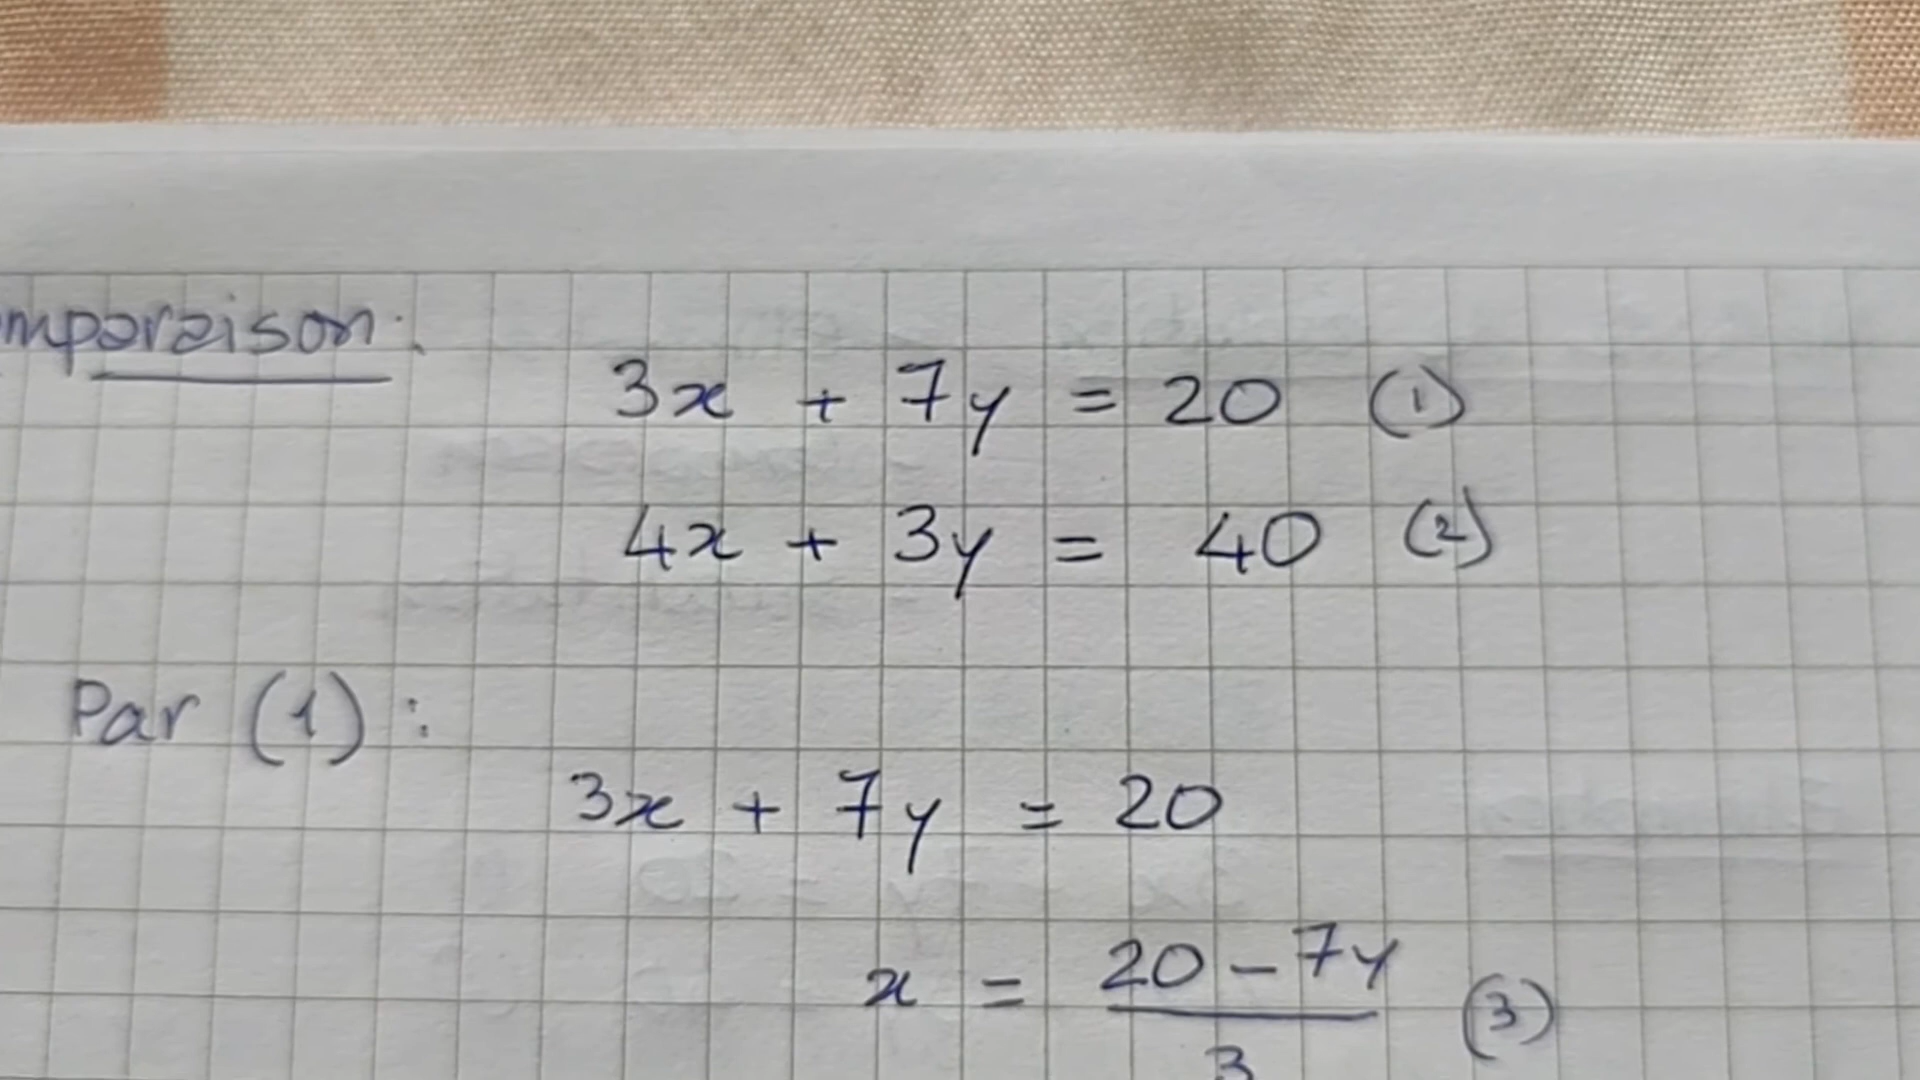 mparaison:
3x + 7y = 20 (1)
4x + 3y = 40 (2)
Par (1):
3x + 7y = 20
x = 20 - 7y (3)
3